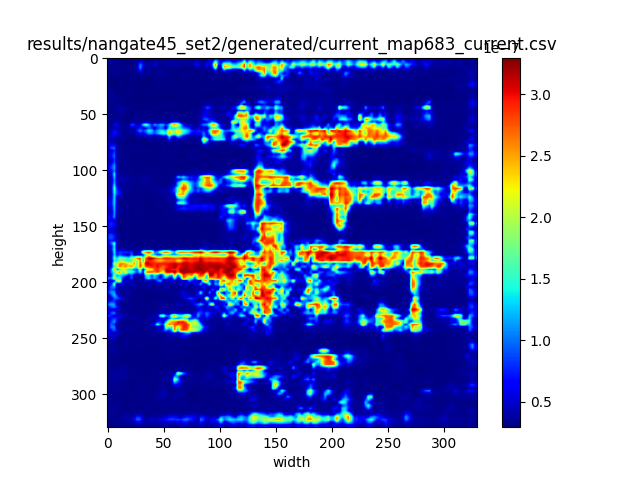 results/nangate45_set2/generated/current_map683_current.csv
1e−7
0
50
100
150
200
250
300
height
0 50 100 150 200 250 300
width
3.0
2.5
2.0
1.5
1.0
0.5